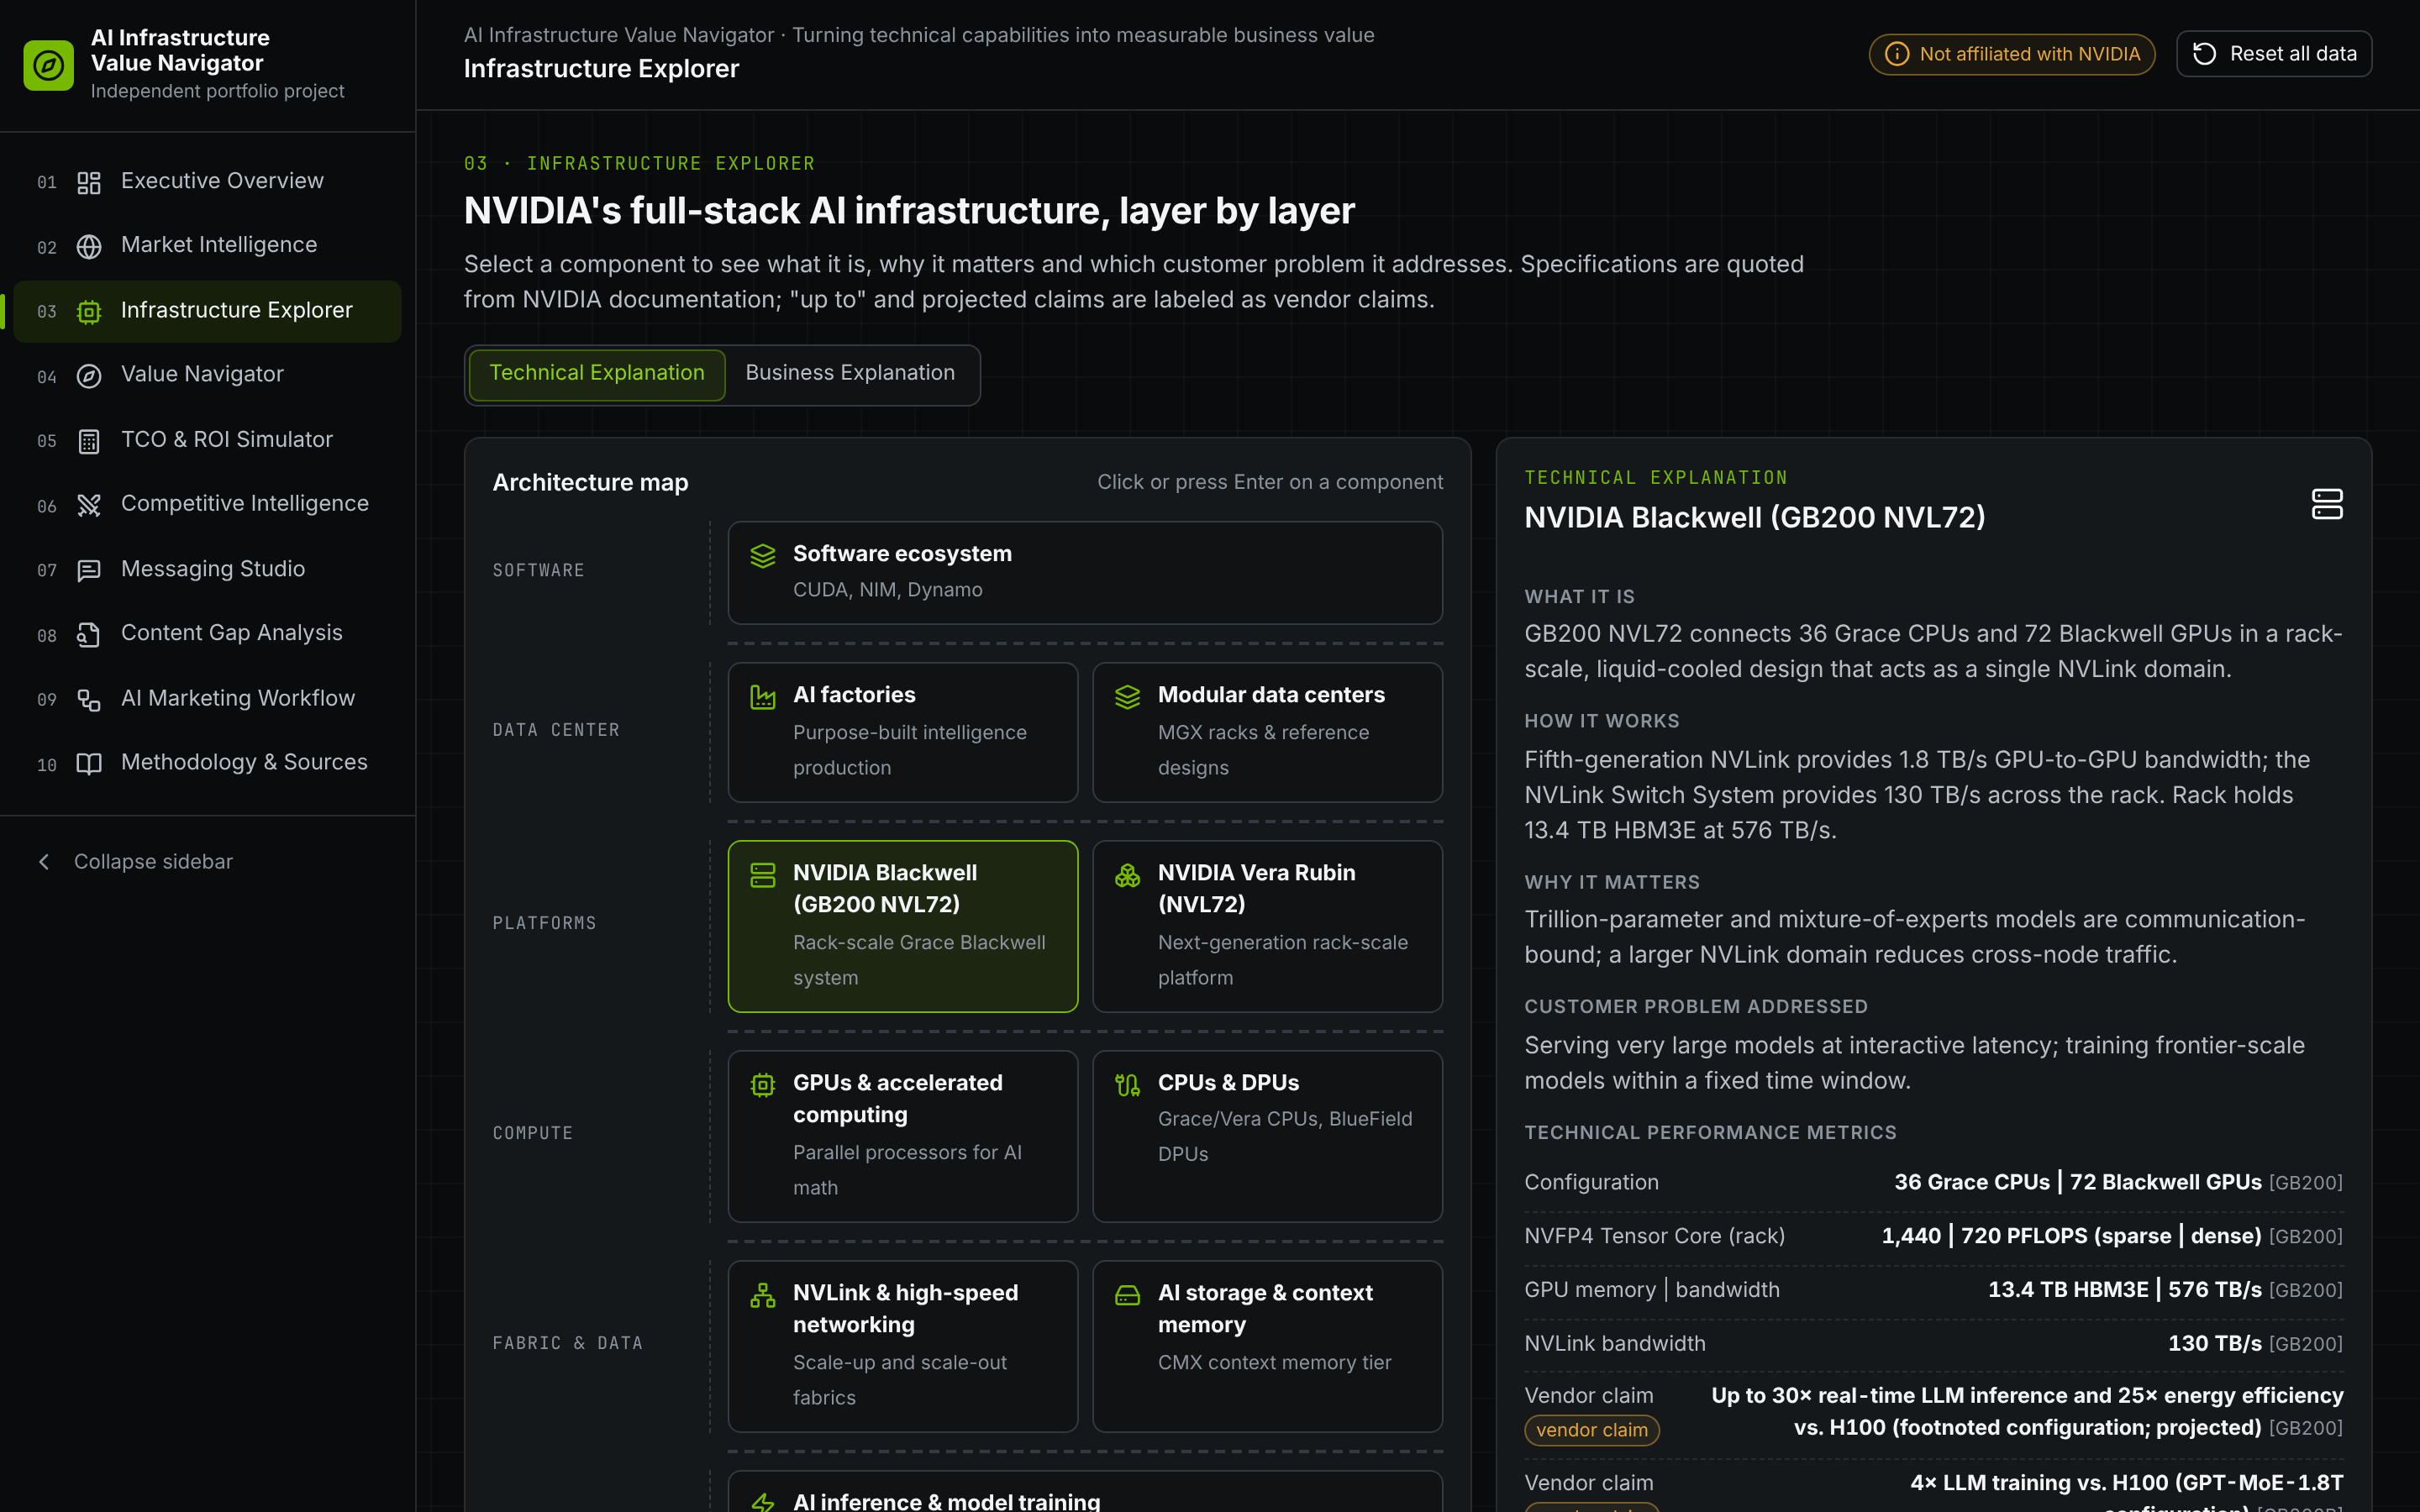 AI Infrastructure
Value Navigator
Independent portfolio project
01 Executive Overview
02 Market Intelligence
03 Infrastructure Explorer
04 Value Navigator
05 TCO & ROI Simulator
06 Competitive Intelligence
07 Messaging Studio
08 Content Gap Analysis
09 AI Marketing Workflow
10 Methodology & Sources
Collapse sidebar
AI Infrastructure Value Navigator · Turning technical capabilities into measurable business value
Infrastructure Explorer
Not affiliated with NVIDIA
Reset all data
03 · INFRASTRUCTURE EXPLORER
NVIDIA's full-stack AI infrastructure, layer by layer
Select a component to see what it is, why it matters and which customer problem it addresses. Specifications are quoted
from NVIDIA documentation; "up to" and projected claims are labeled as vendor claims.
Technical Explanation
Business Explanation
Architecture map
Click or press Enter on a component
SOFTWARE
Software ecosystem
CUDA, NIM, Dynamo
DATA CENTER
AI factories
Purpose-built intelligence
production
Modular data centers
MGX racks & reference
designs
PLATFORMS
NVIDIA Blackwell
(GB200 NVL72)
Rack-scale Grace Blackwell
system
NVIDIA Vera Rubin
(NVL72)
Next-generation rack-scale
platform
COMPUTE
GPUs & accelerated
computing
Parallel processors for AI
math
CPUs & DPUs
Grace/Vera CPUs, BlueField
DPUs
FABRIC & DATA
NVLink & high-speed
networking
Scale-up and scale-out
fabrics
AI storage & context
memory
CMX context memory tier
AI inference & model training
TECHNICAL EXPLANATION
NVIDIA Blackwell (GB200 NVL72)
WHAT IT IS
GB200 NVL72 connects 36 Grace CPUs and 72 Blackwell GPUs in a rack-
scale, liquid-cooled design that acts as a single NVLink domain.
HOW IT WORKS
Fifth-generation NVLink provides 1.8 TB/s GPU-to-GPU bandwidth; the
NVLink Switch System provides 130 TB/s across the rack. Rack holds
13.4 TB HBM3E at 576 TB/s.
WHY IT MATTERS
Trillion-parameter and mixture-of-experts models are communication-
bound; a larger NVLink domain reduces cross-node traffic.
CUSTOMER PROBLEM ADDRESSED
Serving very large models at interactive latency; training frontier-scale
models within a fixed time window.
TECHNICAL PERFORMANCE METRICS
Configuration 36 Grace CPUs | 72 Blackwell GPUs [GB200]
NVFP4 Tensor Core (rack) 1,440 | 720 PFLOPS (sparse | dense) [GB200]
GPU memory | bandwidth 13.4 TB HBM3E | 576 TB/s [GB200]
NVLink bandwidth 130 TB/s [GB200]
Vendor claim Up to 30× real-time LLM inference and 25× energy efficiency
vendor claim vs. H100 (footnoted configuration; projected) [GB200]
Vendor claim 4× LLM training vs. H100 (GPT-MoE-1.8T